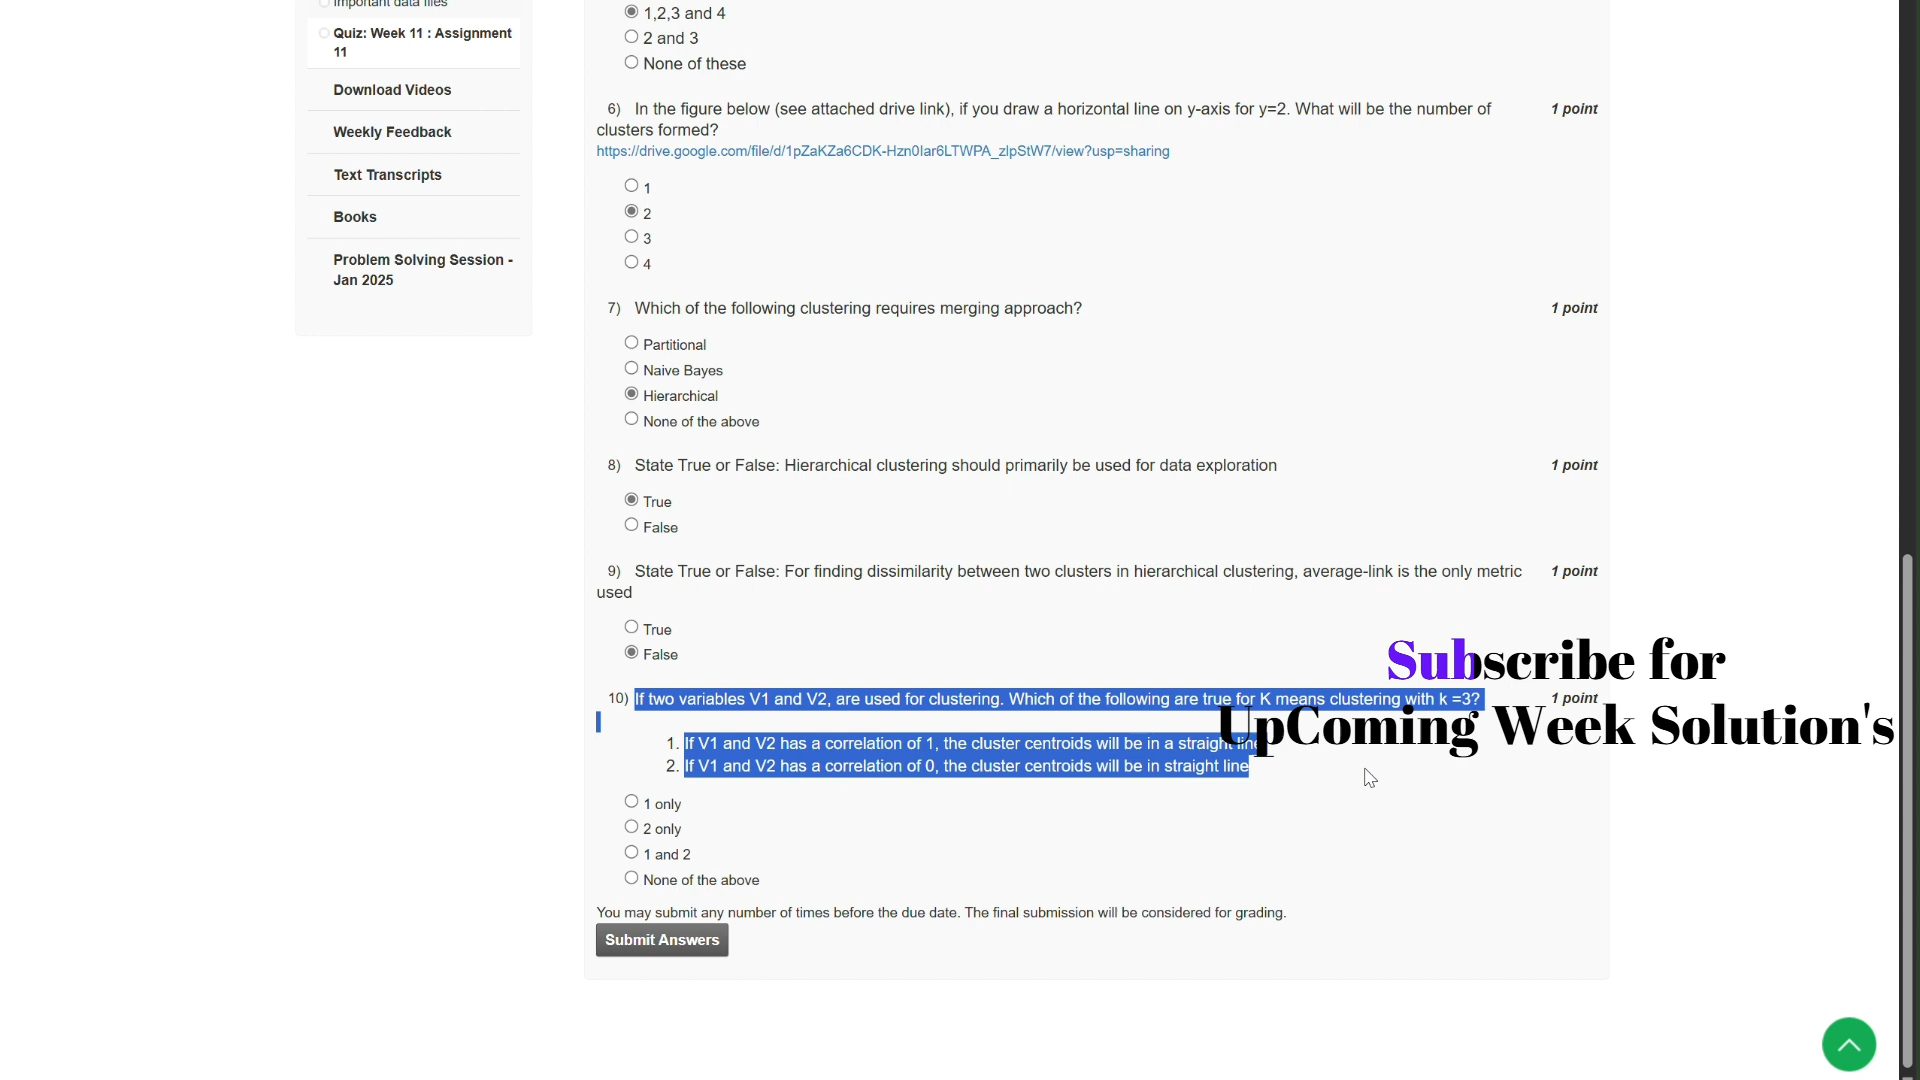 Important data files
Quiz: Week 11 : Assignment
11
Download Videos
Weekly Feedback
Text Transcripts
Books
Problem Solving Session -
Jan 2025
1,2,3 and 4
2 and 3
None of these
6) In the figure below (see attached drive link), if you draw a horizontal line on y-axis for y=2. What will be the number of 1 point
clusters formed?
https://drive.google.com/file/d/1pZaKZa6CDK-Hzn0lar6LTWPA_zlpStW7/view?usp=sharing
1
2
3
4
7) Which of the following clustering requires merging approach? 1 point
Partitional
Naive Bayes
Hierarchical
None of the above
8) State True or False: Hierarchical clustering should primarily be used for data exploration 1 point
True
False
9) State True or False: For finding dissimilarity between two clusters in hierarchical clustering, average-link is the only metric 1 point
used
True
False
10) If two variables V1 and V2, are used for clustering. Which of the following are true for K means clustering with k =3? 1 point
1. If V1 and V2 has a correlation of 1, the cluster centroids will be in a straight line
2. If V1 and V2 has a correlation of 0, the cluster centroids will be in straight line
1 only
2 only
1 and 2
None of the above
You may submit any number of times before the due date. The final submission will be considered for grading.
Submit Answers
Subscribe for
UpComing Week Solution's